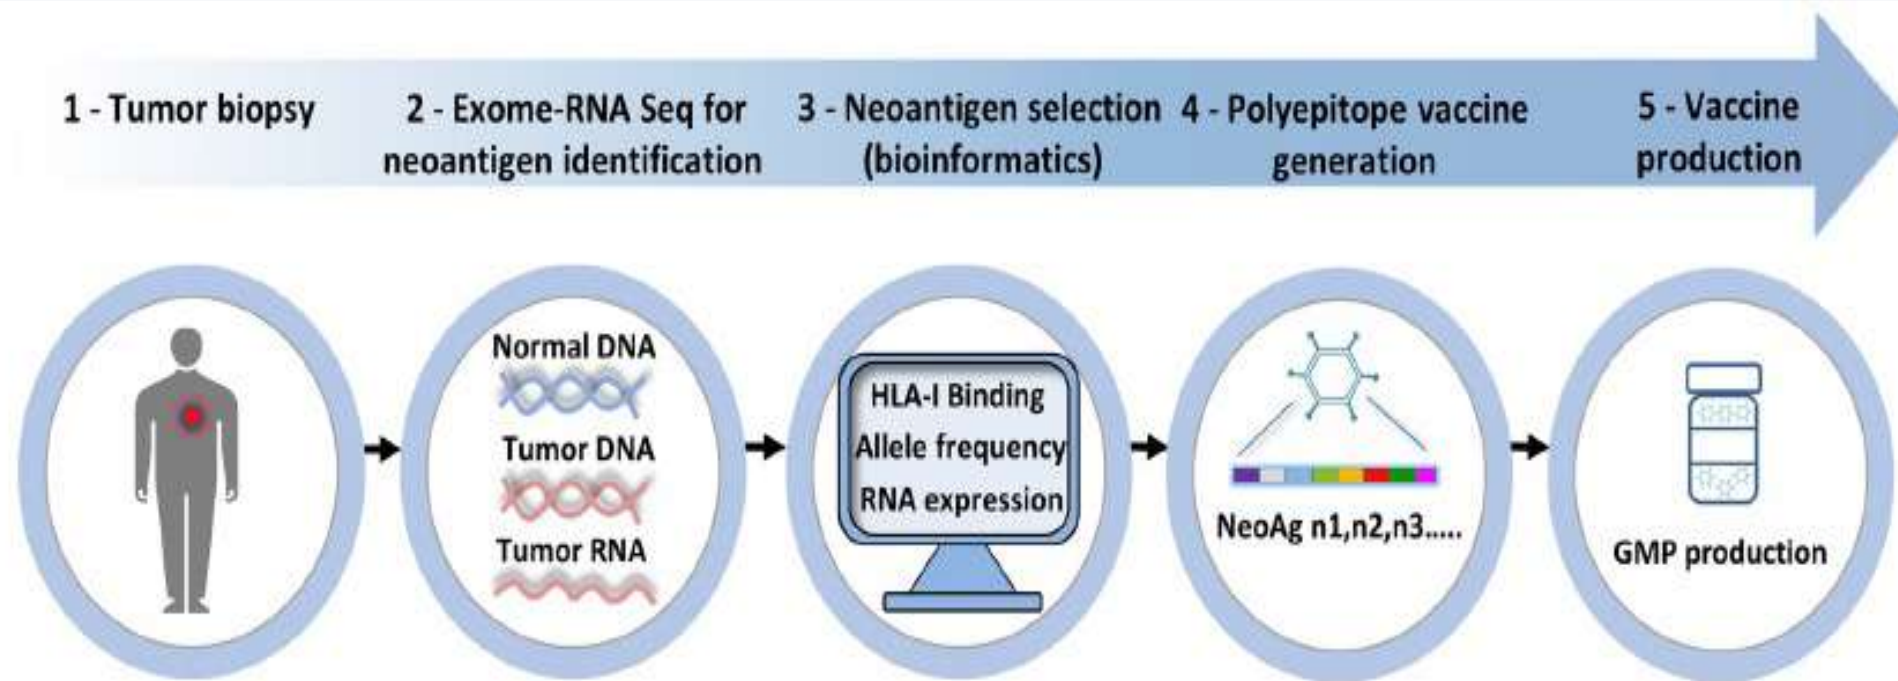 1 - Tumor biopsy
2 - Exome-RNA Seq for
neoantigen identification
3 - Neoantigen selection
(bioinformatics)
4 - Polyepitope vaccine
generation
5 - Vaccine
production
Normal DNA
Tumor DNA
Tumor RNA
HLA-I Binding
Allele frequency
RNA expression
NeoAg n1,n2,n3.....
GMP production